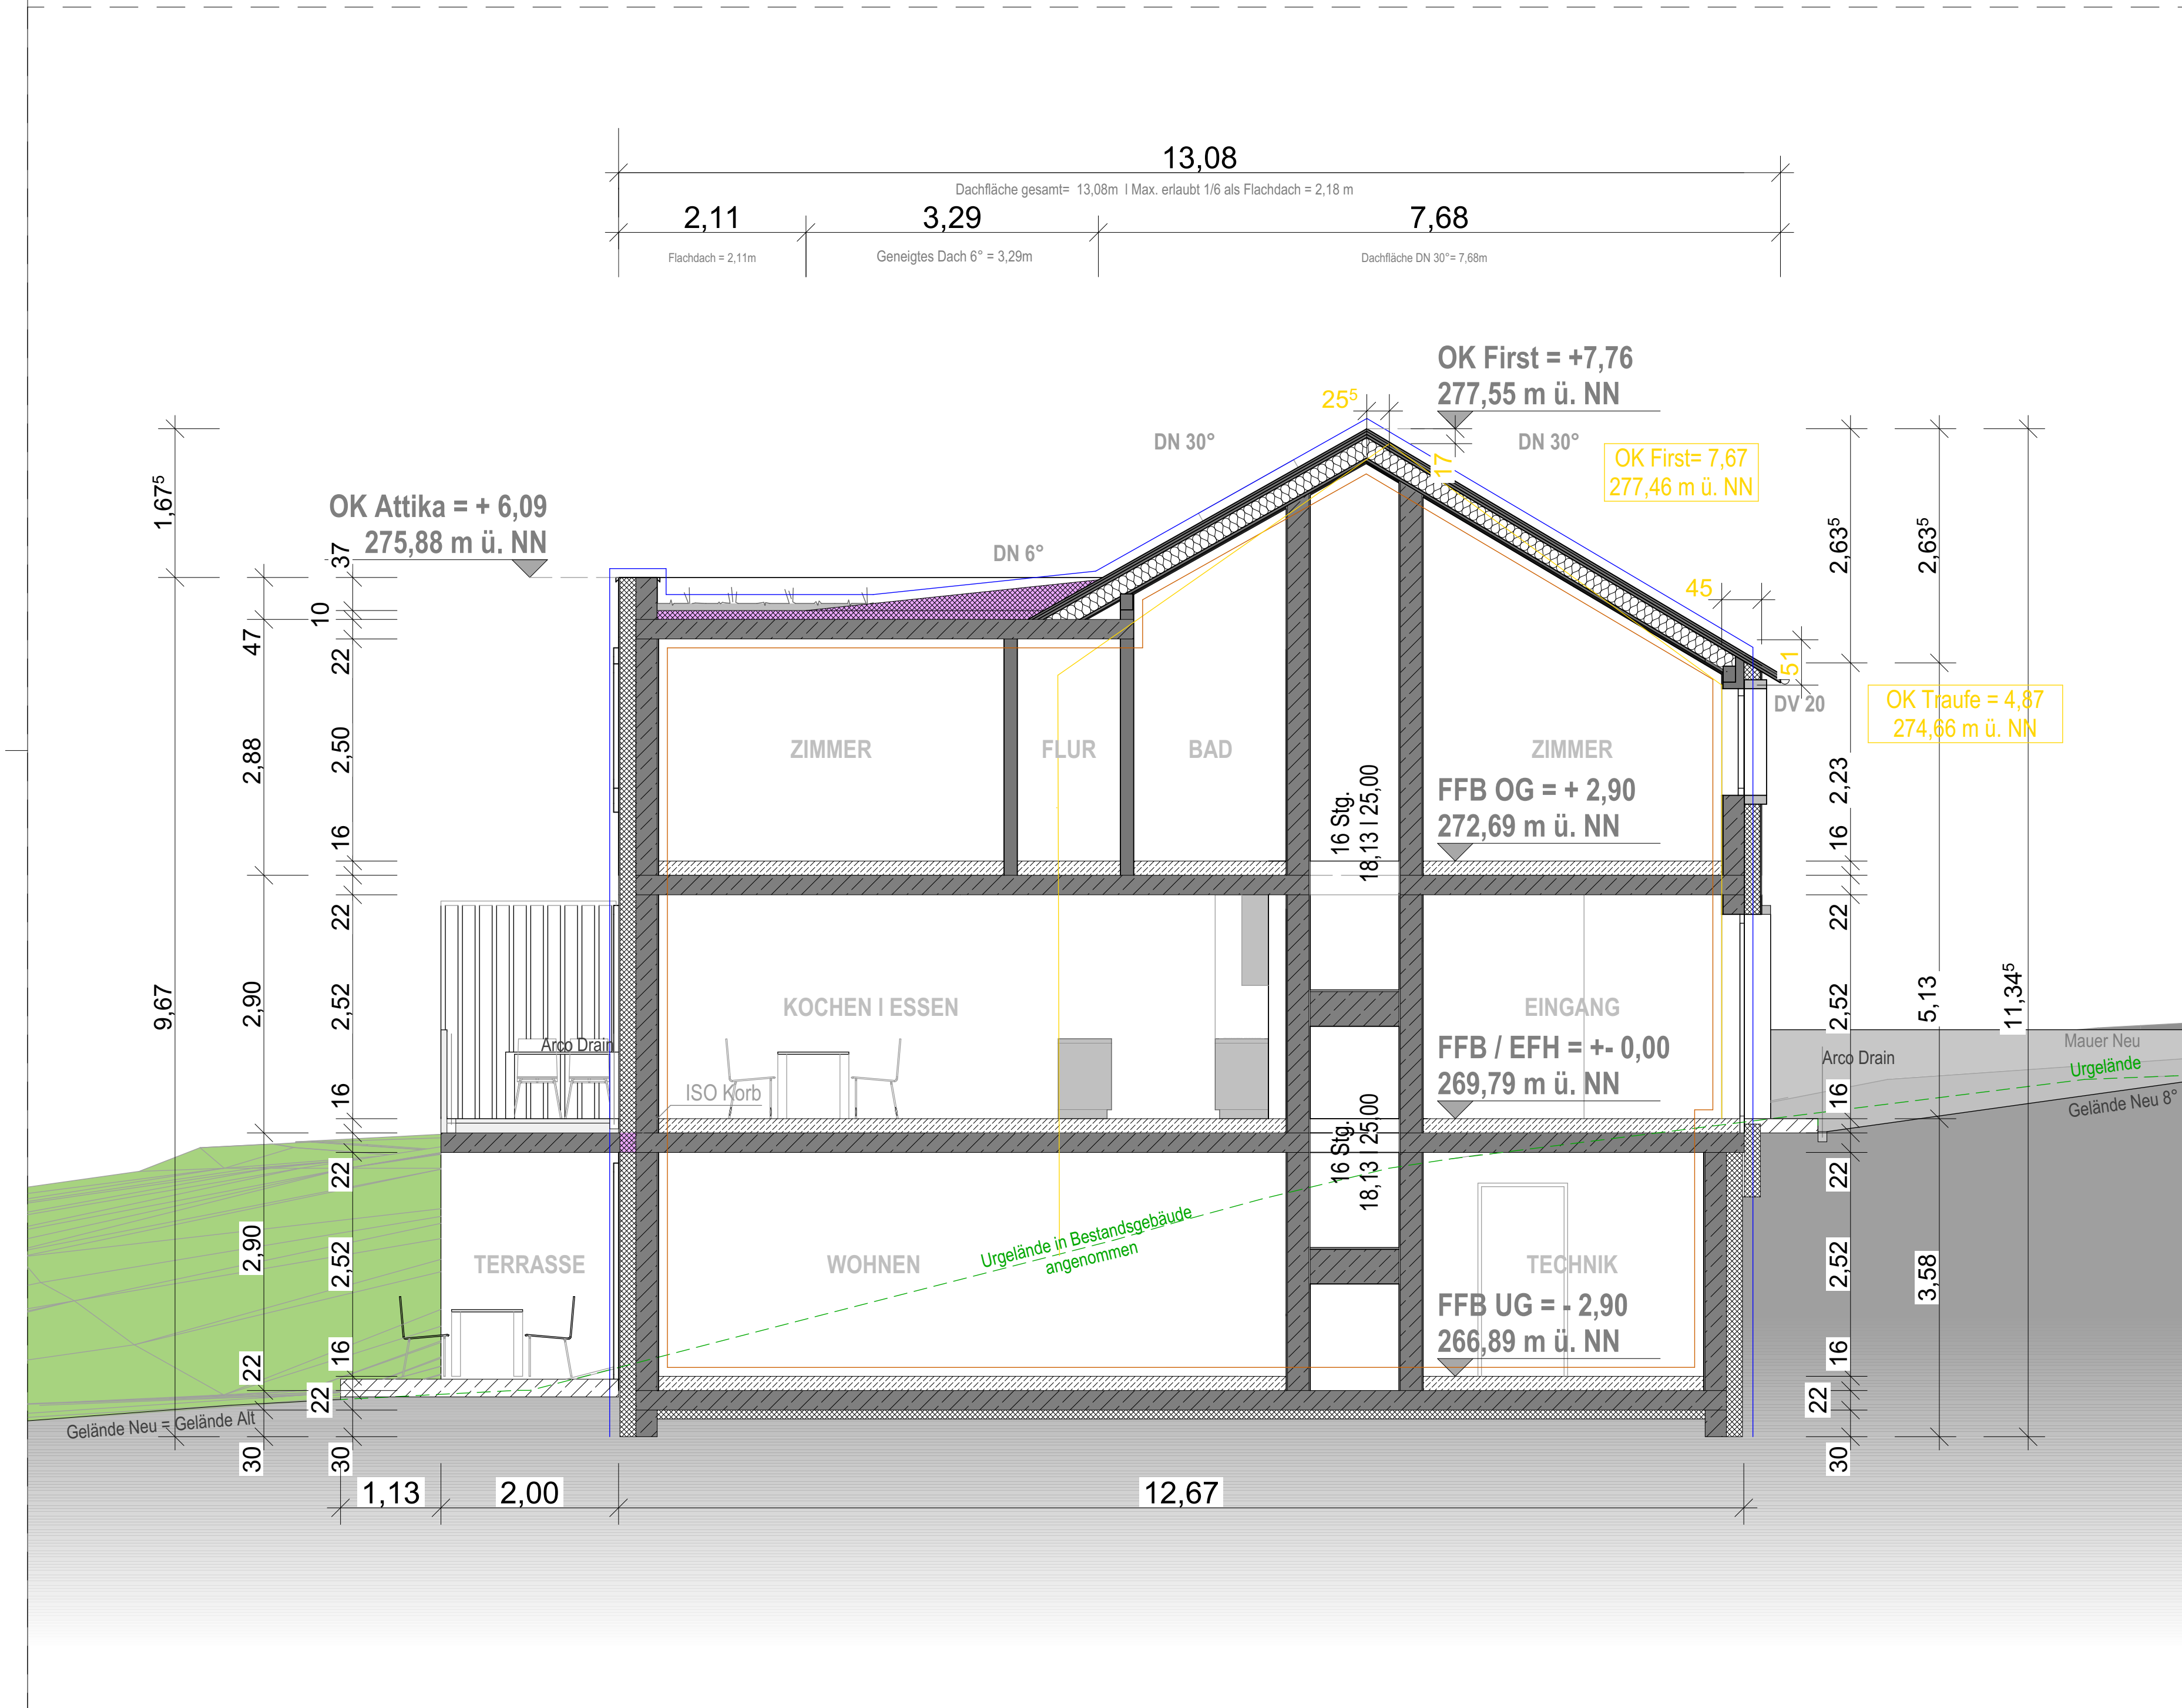 13,08
Dachfläche gesamt= 13,08m I Max. erlaubt 1/6 als Flachdach = 2,18 m
2,11
3,29
7,68
Flachdach = 2,11m
Geneigtes Dach 6° = 3,29m
Dachfläche DN 30°= 7,68m
OK First = +7,76
277,55 m ü. NN
25⁵
DN 30°
DN 30°
17
OK First= 7,67
277,46 m ü. NN
OK Attika = + 6,09
275,88 m ü. NN
DN 6°
45
51
DV 20
OK Traufe = 4,87
274,66 m ü. NN
1,67⁵
9,67
47
2,88
2,90
2,90
22
30
37
10
22
2,50
16
22
2,52
16
22
2,52
16
22
30
ZIMMER
FLUR
BAD
ZIMMER
16 Stg.
18,13 I 25,00
FFB OG = + 2,90
272,69 m ü. NN
KOCHEN I ESSEN
EINGANG
Arco Drain
ISO Korb
FFB / EFH = +- 0,00
269,79 m ü. NN
16 Stg.
18,13 I 25,00
Urgelände in Bestandsgebäude
angenommen
TERRASSE
WOHNEN
TECHNIK
FFB UG = - 2,90
266,89 m ü. NN
2,63⁵
2,23
16
22
2,52
16
22
2,52
16
22
30
2,63⁵
5,13
3,58
11,34⁵
Mauer Neu
Arco Drain
Urgelände
Gelände Neu 8°
Gelände Neu = Gelände Alt
1,13
2,00
12,67